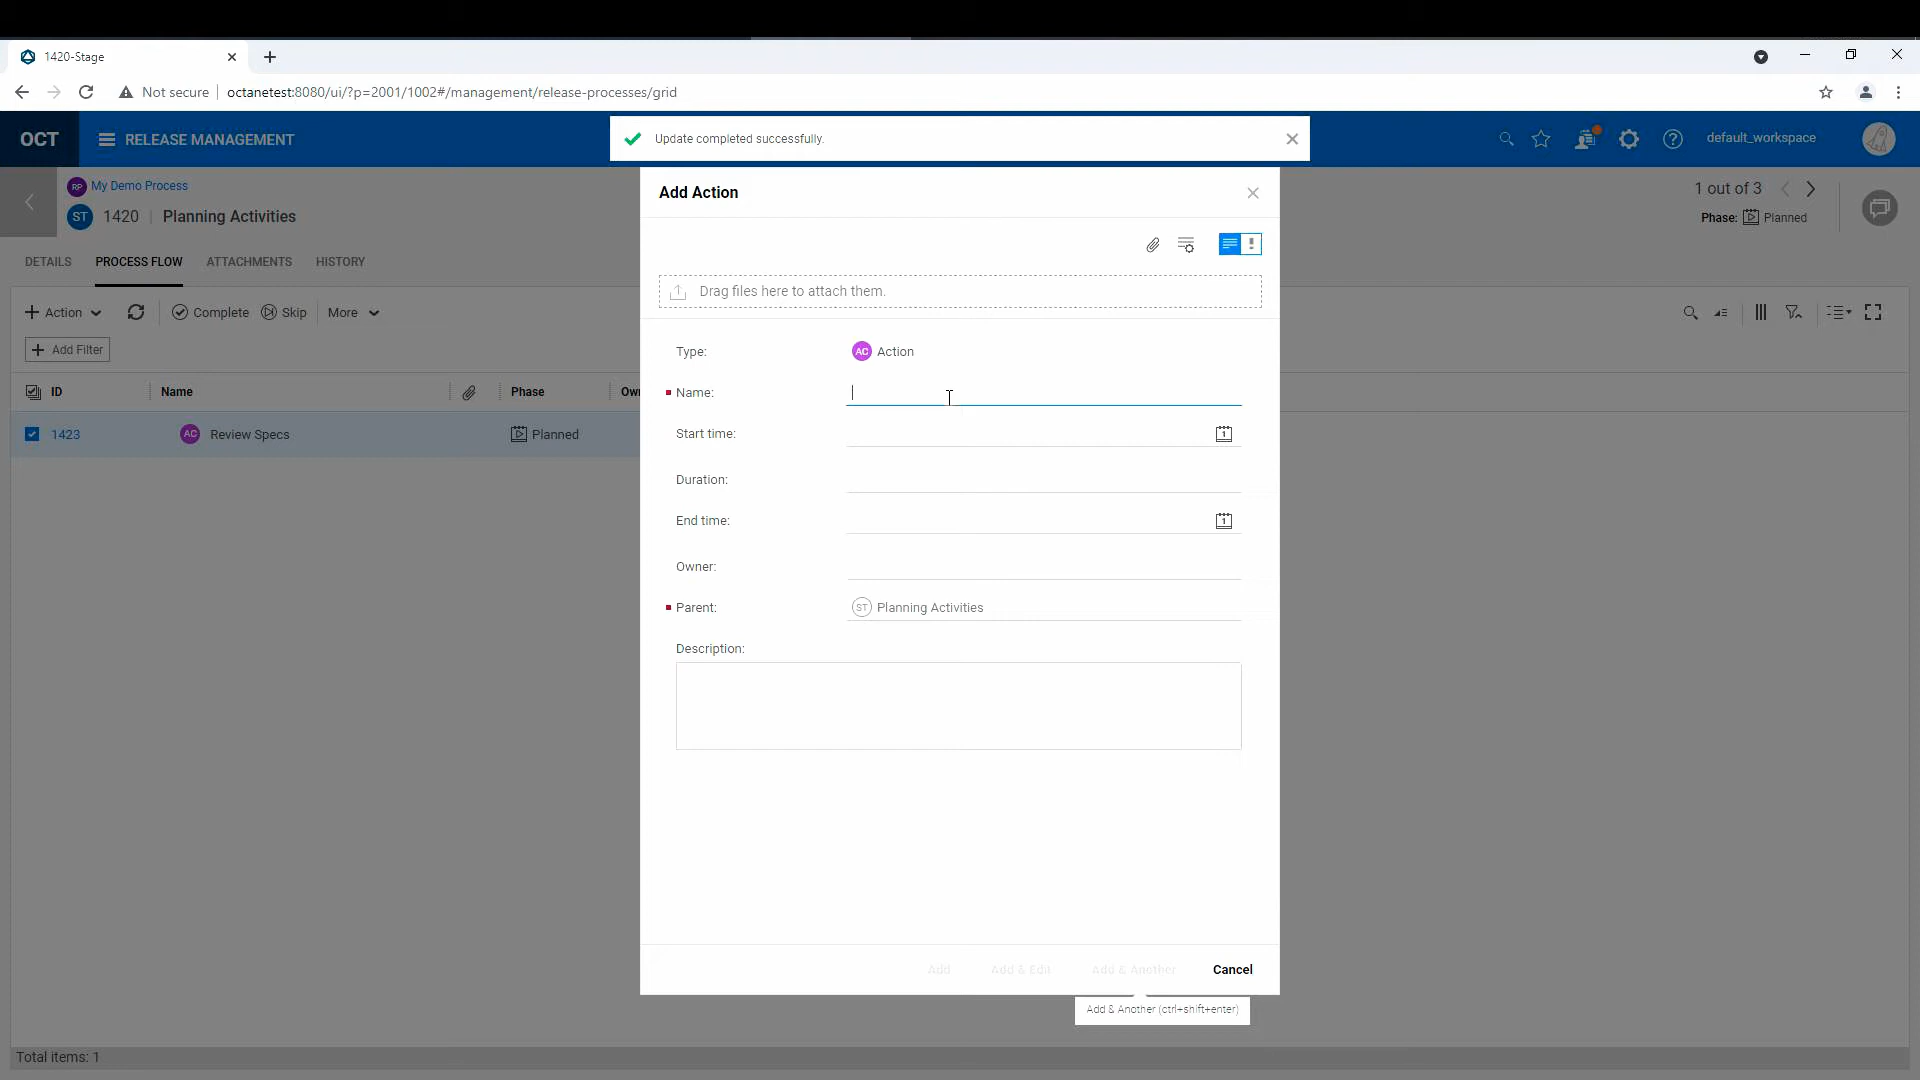 1420-Stage
Not secure
octanetest:8080/ui/?p=2001/1002#/management/release-processes/grid
OCT
RELEASE MANAGEMENT
Update completed successfully.
default_workspace
RP My Demo Process
ST 1420 Planning Activities
1 out of 3
Phase: Planned
DETAILS PROCESS FLOW ATTACHMENTS HISTORY
Action Complete Skip More
Add Filter
ID Name Phase Own
1423 AC Review Specs Planned
Add Action
Drag files here to attach them.
Type: AC Action
Name:
Start time: 1
Duration:
End time: 1
Owner:
Parent: ST Planning Activities
Description:
Add Add & Edit Add & Another Cancel
Add & Another (ctrl+shift+enter)
Total items: 1